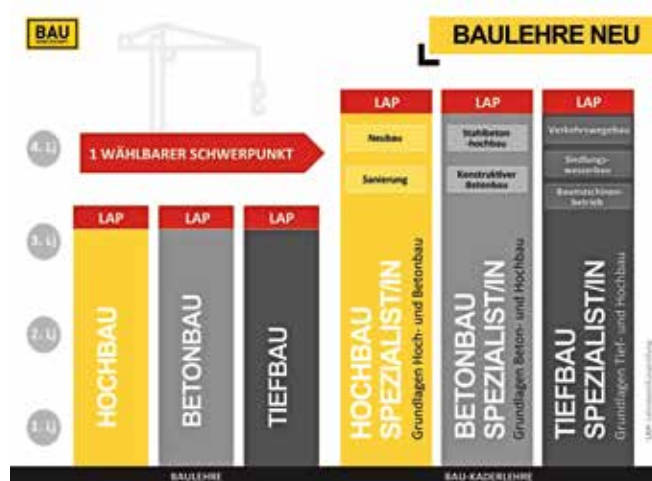 BAU
BAULEHRE NEU
LAP
LAP
LAP
4. Lj
1 WÄHLBARER SCHWERPUNKT
Neubau
Sanierung
Stahlbeton
-hochbau
Konstruktiver
Betonbau
Verkehrswegebau
Siedlungs-
wasserbau
Baumaschinen-
betrieb
LAP
LAP
LAP
3. Lj
2. Lj
1. Lj
HOCHBAU
BETONBAU
TIEFBAU
HOCHBAU
SPEZIALIST/IN
Grundlagen Hoch- und Betonbau
BETONBAU
SPEZIALIST/IN
Grundlagen Beton- und Hochbau
TIEFBAU
SPEZIALIST/IN
Grundlagen Tief- und Hochbau
LAP: Lehrabschlussprüfung
BAULEHRE
BAU-KADERLEHRE